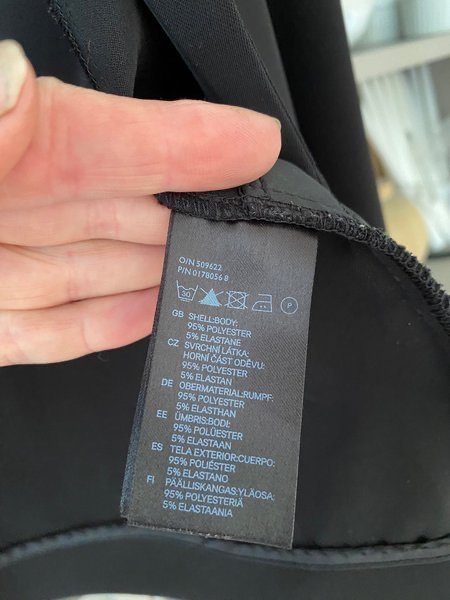 O/N 509622
P/N 0178056 8
30
P
GB SHELL:BODY:
95% POLYESTER
5% ELASTANE
CZ SVRCHNÍ LÁTKA:
HORNÍ ČÁST ODĚVU:
95% POLYESTER
5% ELASTAN
DE OBERMATERIAL:RUMPF:
95% POLYESTER
5% ELASTHAN
EE ÜMBRIS:BODI:
95% POLÜESTER
5% ELASTAAN
ES TELA EXTERIOR:CUERPO:
95% POLIÉSTER
5% ELASTANO
FI PÄÄLLISKANGAS:YLÄOSA:
95% POLYESTERIÄ
5% ELASTAANIA